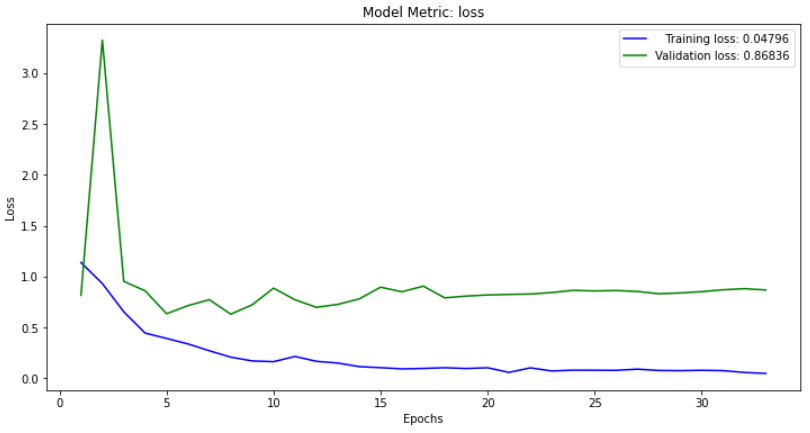 Model Metric: loss
Training loss: 0.04796
Validation loss: 0.86836
3.0
2.5
2.0
1.5
1.0
0.5
0.0
Loss
0 5 10 15 20 25 30
Epochs